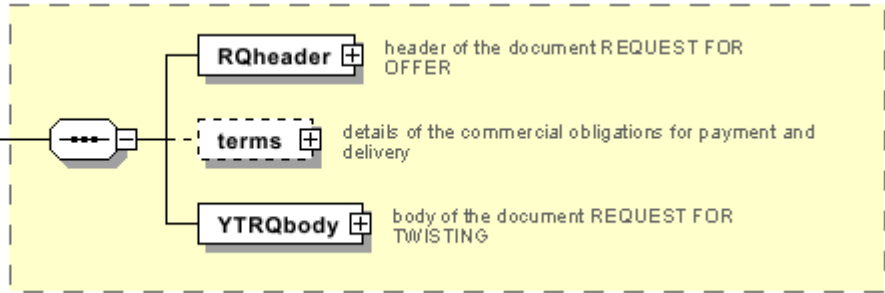 RQheader
header of the document REQUEST FOR
OFFER
terms
details of the commercial obligations for payment and
delivery
YTRQbody
body of the document REQUEST FOR
TWISTING